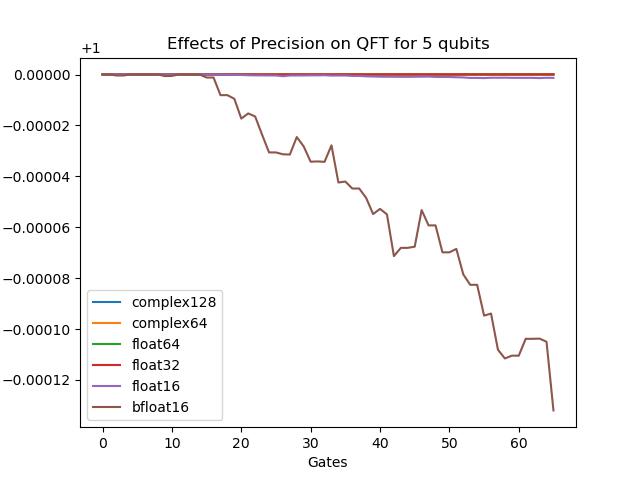 Effects of Precision on QFT for 5 qubits
+1
0.00000
−0.00002
−0.00004
−0.00006
−0.00008
−0.00010
−0.00012
complex128
complex64
float64
float32
float16
bfloat16
0 10 20 30 40 50 60
Gates